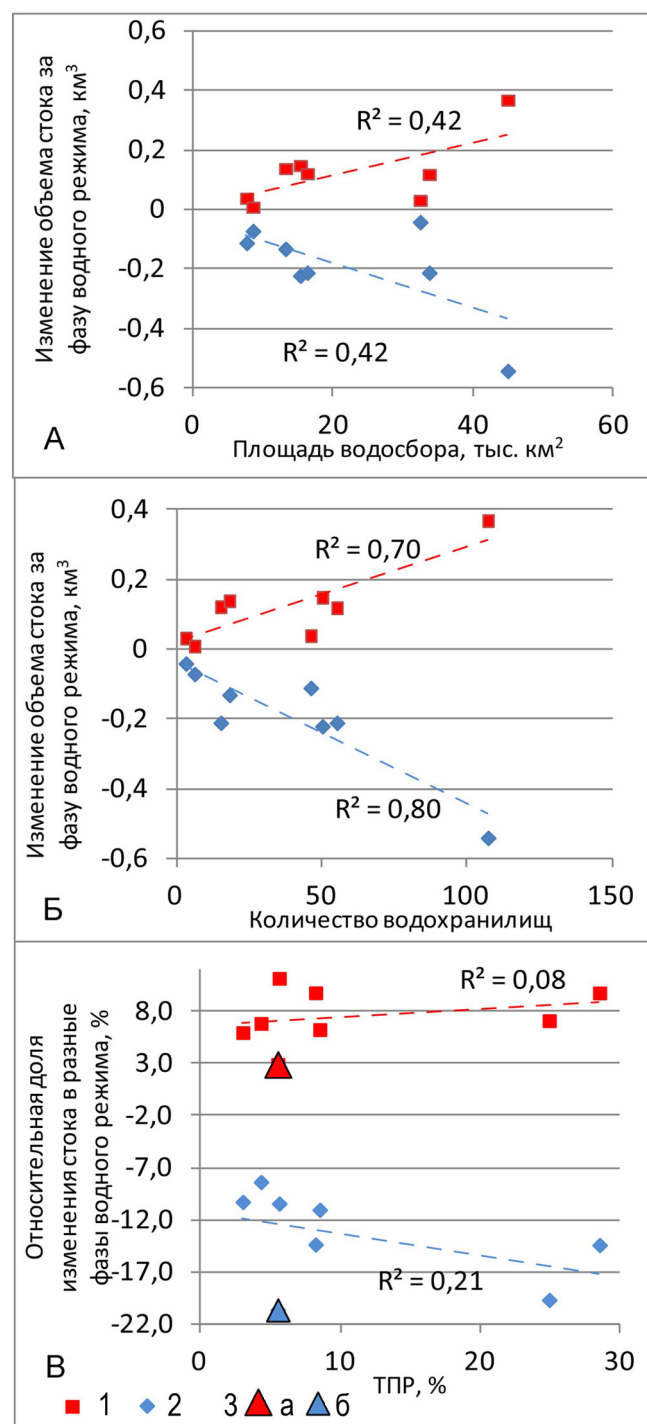 Изменение объема стока за
фазу водного режима, км³
0,6
0,4
0,2
0
-0,2
-0,4
-0,6
R² = 0,42
R² = 0,42
0 20 40 60
Площадь водосбора, тыс. км²
А
Изменение объема стока за
фазу водного режима, км³
0,4
0,2
0
-0,2
-0,4
-0,6
R² = 0,70
R² = 0,80
0 50 100 150
Количество водохранилищ
Б
Относительная доля
изменения стока в разные
фазы водного режима, %
8,0
3,0
-2,0
-7,0
-12,0
-17,0
-22,0
R² = 0,08
R² = 0,21
0 10 20 30
ТПР, %
В
1 2 3 а б